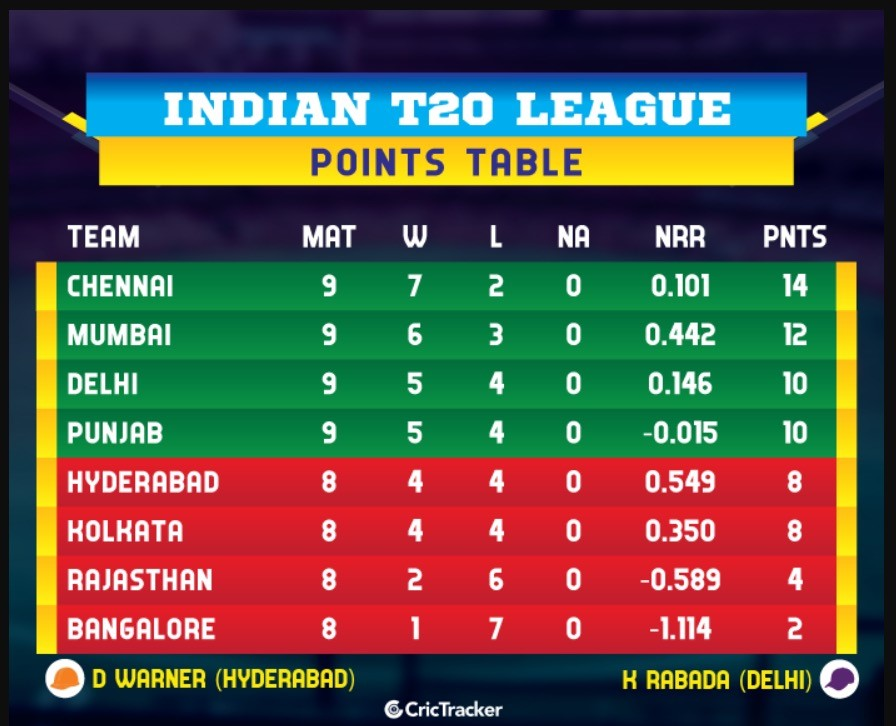 INDIAN T20 LEAGUE
POINTS TABLE
TEAM MAT W L NA NRR PNTS
CHENNAI 9 7 2 0 0.101 14
MUMBAI 9 6 3 0 0.442 12
DELHI 9 5 4 0 0.146 10
PUNJAB 9 5 4 0 -0.015 10
HYDERABAD 8 4 4 0 0.549 8
KOLKATA 8 4 4 0 0.350 8
RAJASTHAN 8 2 6 0 -0.589 4
BANGALORE 8 1 7 0 -1.114 2
D WARNER (HYDERABAD) K RABADA (DELHI)
CricTracker